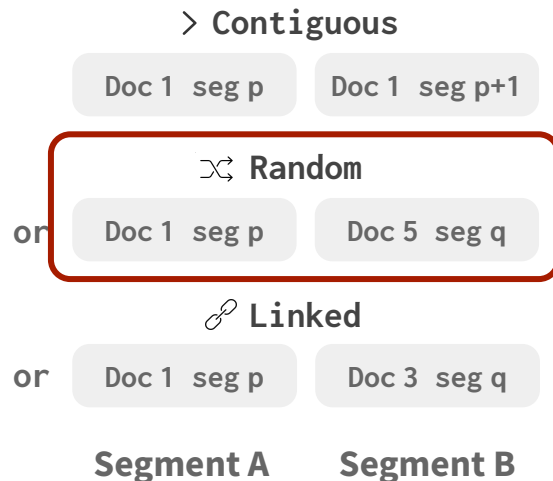 > Contiguous
Doc 1 seg p Doc 1 seg p+1
Random
or Doc 1 seg p Doc 5 seg q
Linked
or Doc 1 seg p Doc 3 seg q
Segment A Segment B